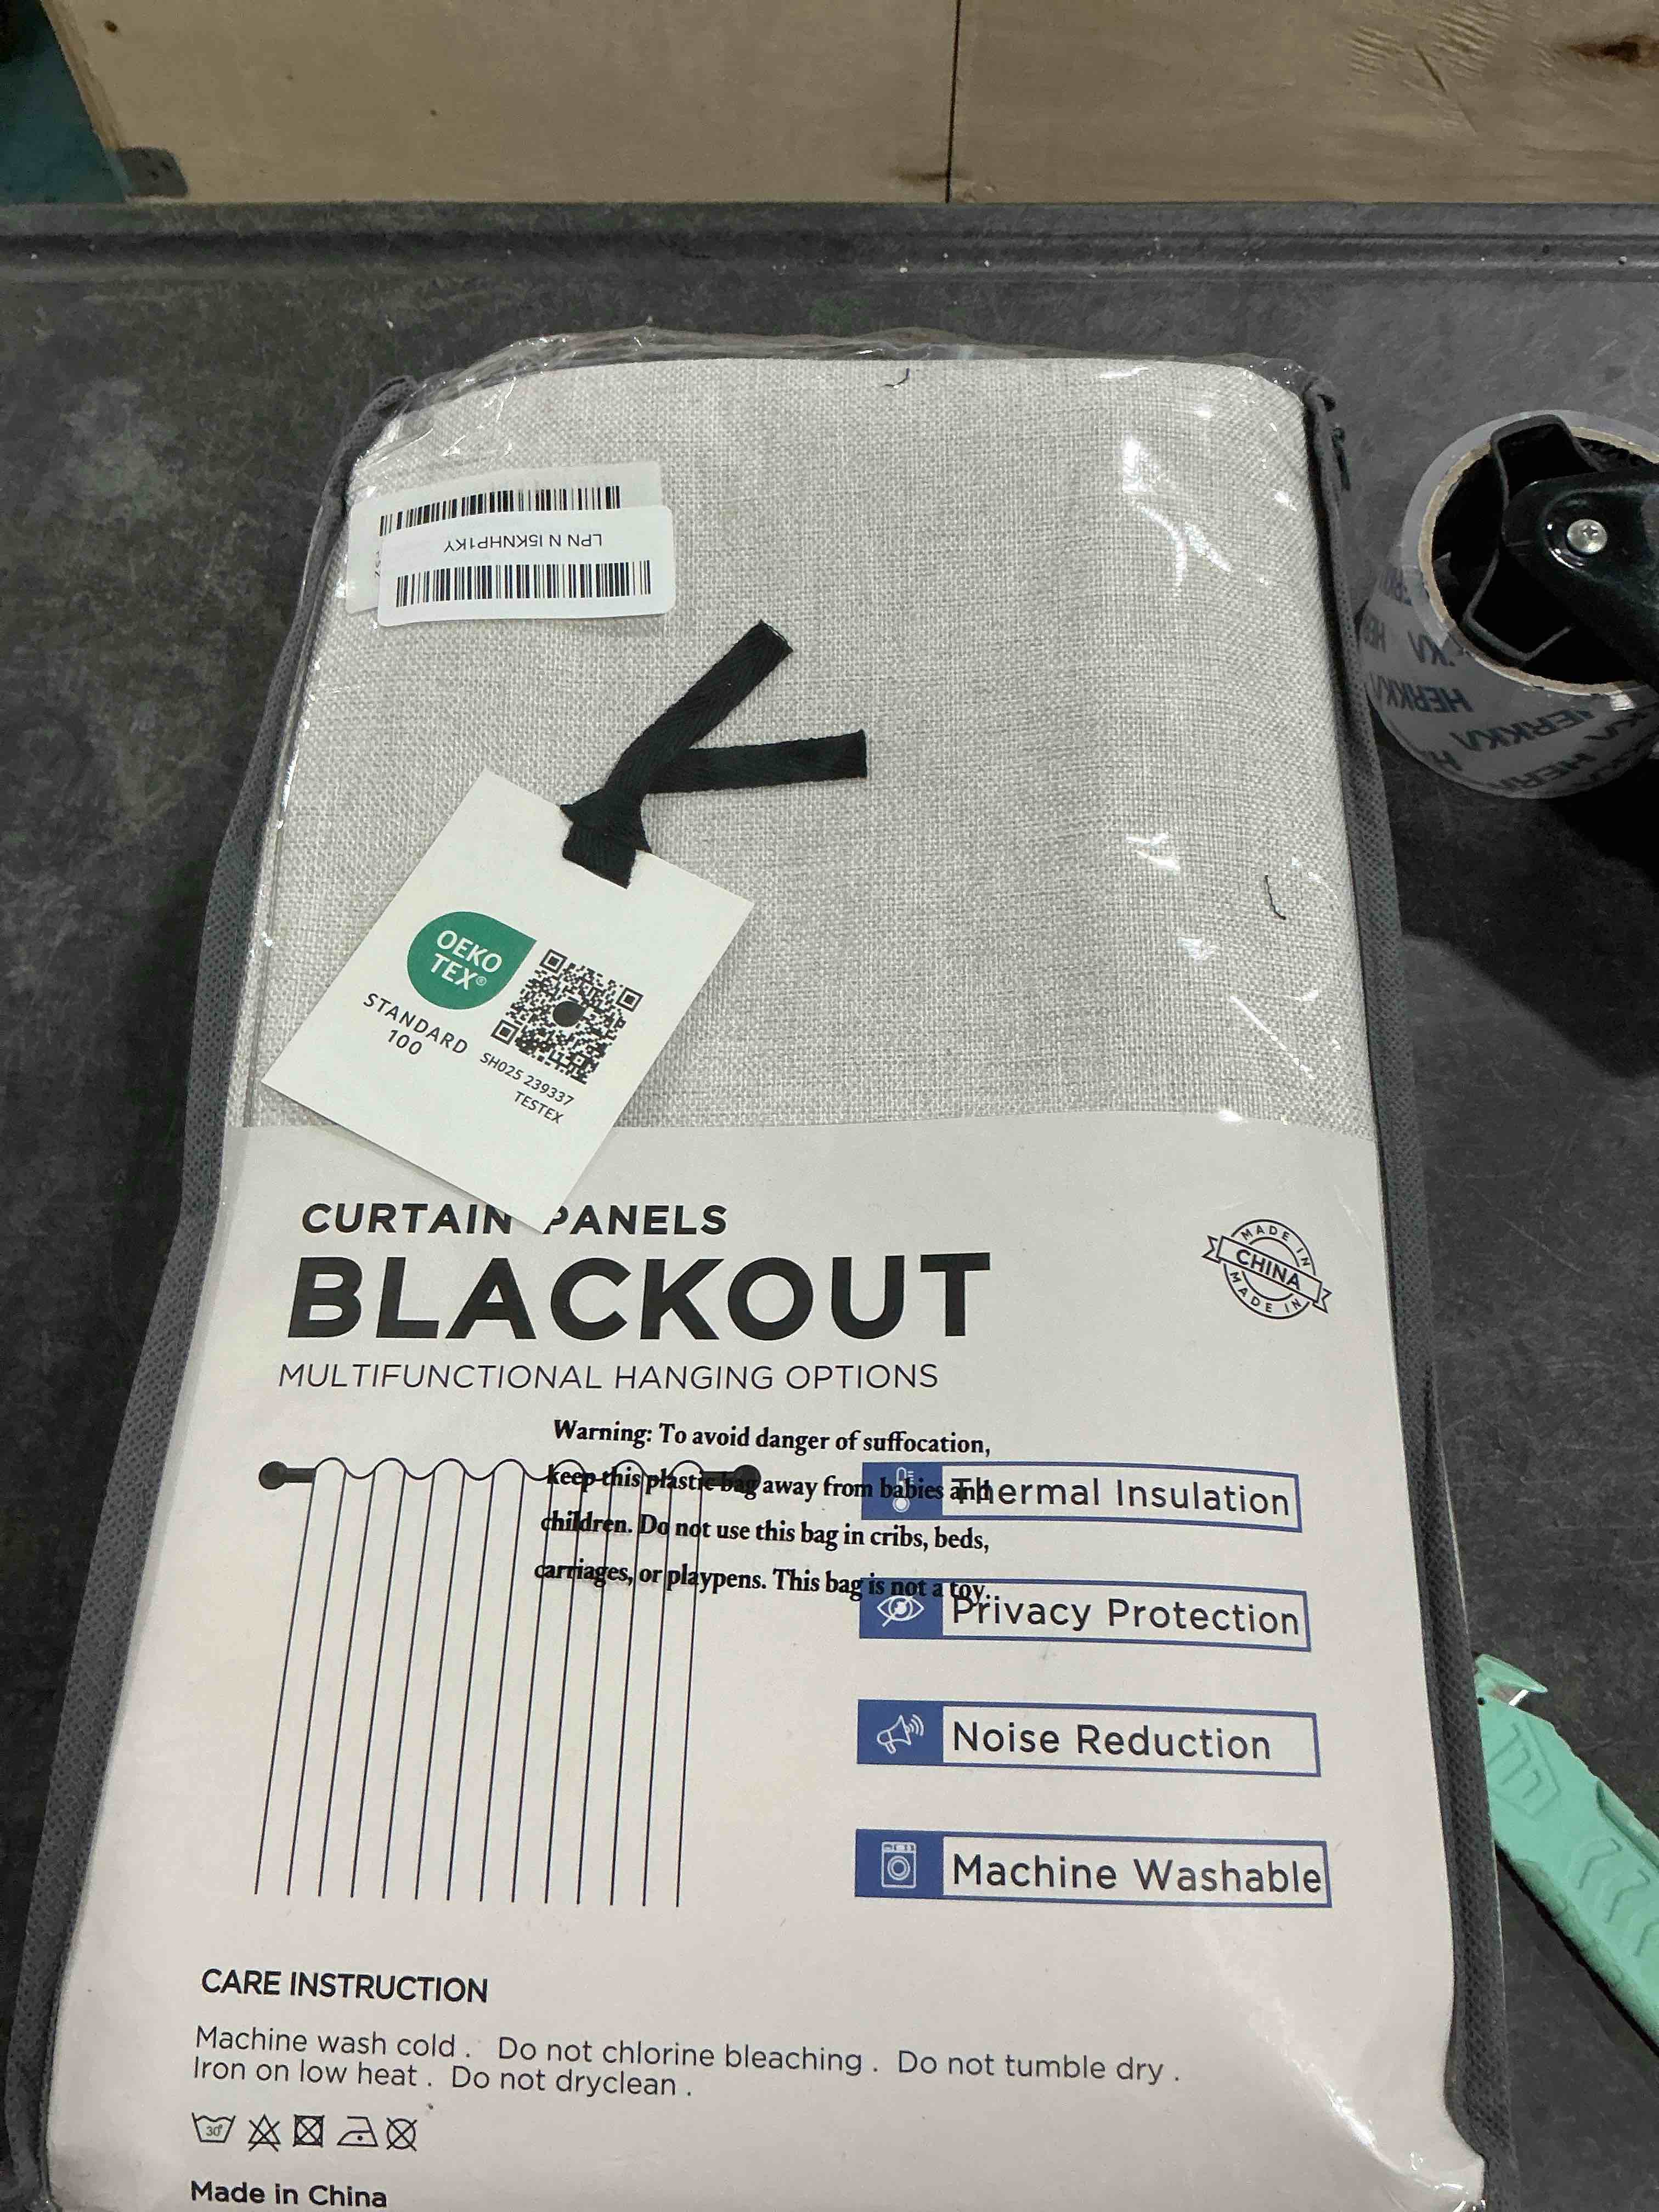 LPN N I5KNHP1KY
OEKO
TEX®
STANDARD
100
SH025 239337
TESTEX
CURTAIN PANELS
BLACKOUT
MULTIFUNCTIONAL HANGING OPTIONS
MADE IN
CHINA
MADE IN
Warning: To avoid danger of suffocation,
keep this plastic bag away from babies and
children. Do not use this bag in cribs, beds,
carriages, or playpens. This bag is not a toy.
Thermal Insulation
Privacy Protection
Noise Reduction
Machine Washable
CARE INSTRUCTION
Machine wash cold . Do not chlorine bleaching . Do not tumble dry .
Iron on low heat . Do not dryclean .
30°
Made in China